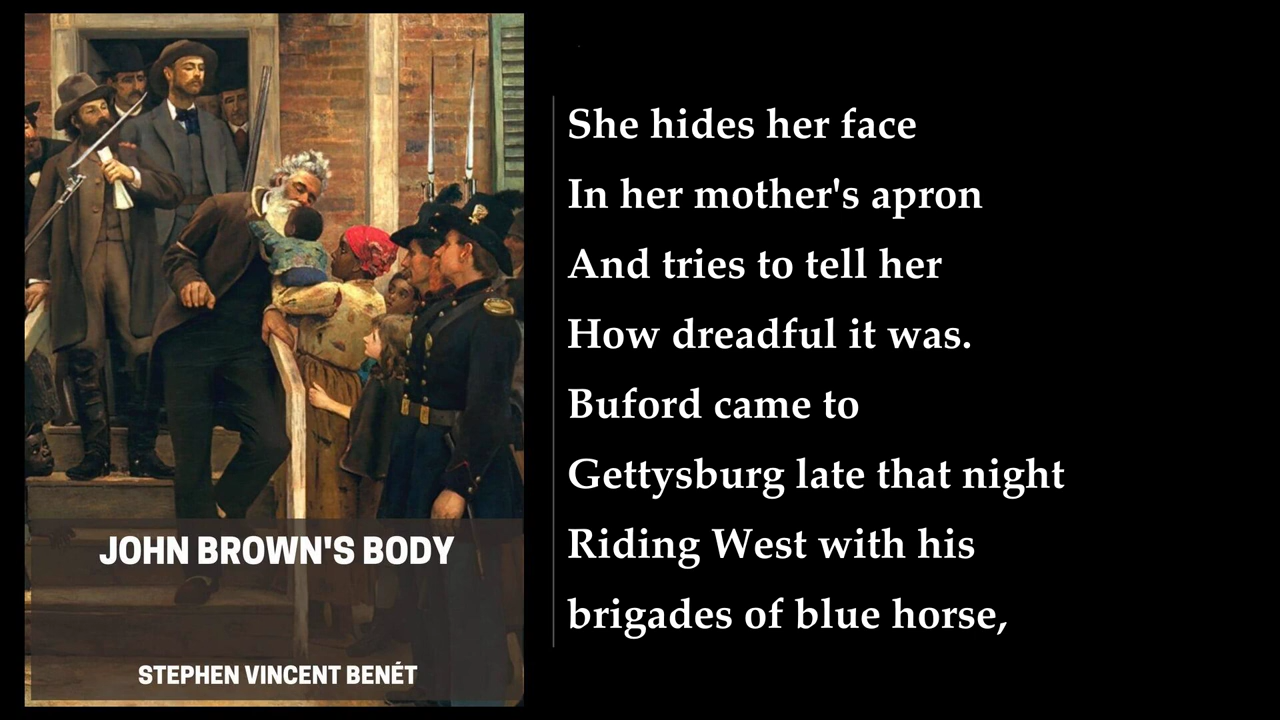 JOHN BROWN'S BODY
STEPHEN VINCENT BENÉT
She hides her face
In her mother's apron
And tries to tell her
How dreadful it was.
Buford came to
Gettysburg late that night
Riding West with his
brigades of blue horse,